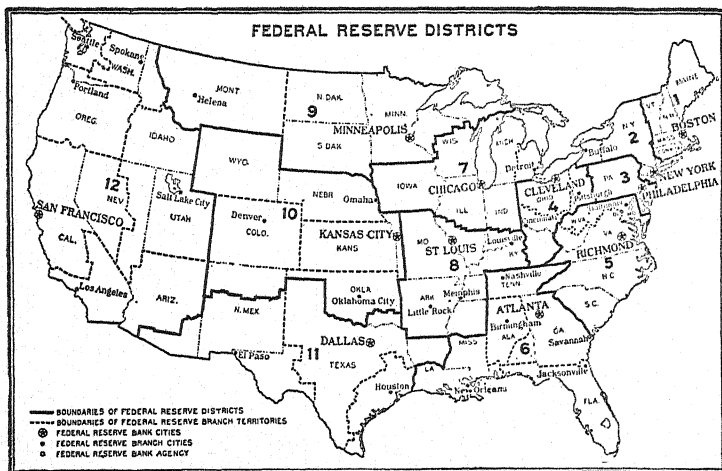 FEDERAL RESERVE DISTRICTS
Seattle
Spokane
WASH.
Portland
OREG.
IDAHO
MONT
Helena
WYO.
N DAK.
9
S DAK
MINN.
MINNEAPOLIS
WIS.
7
MICH
Detroit
CHICAGO
IOWA
ILL
IND
NEBR
Omaha
10
12
NEV
SAN FRANCISCO
CAL.
Los Angeles
Salt Lake City
UTAH
ARIZ.
Denver
COLO.
KANSAS CITY
KANS
OKLA
Oklahoma City
N. MEX
El Paso
11
DALLAS
TEXAS
Houston
MO
ST LOUIS
8
Louisville
KY
ARK
Little Rock
Memphis
Nashville
TENN
MISS
LA
New Orleans
ATLANTA
Birmingham
ALA
6
GA
Savannah
Jacksonville
FLA.
S.C.
N.C.
5
RICHMOND
VA
W.VA
Baltimore
CLEVELAND
OHIO
4
Cincinnati
Pittsburgh
PA
3
PHILADELPHIA
NEW YORK
N.Y.
2
Buffalo
VT.
MAINE
1
BOSTON
MASS
BOUNDARIES OF FEDERAL RESERVE DISTRICTS
BOUNDARIES OF FEDERAL RESERVE BRANCH TERRITORIES
FEDERAL RESERVE BANK CITIES
FEDERAL RESERVE BRANCH CITIES
FEDERAL RESERVE BANK AGENCY